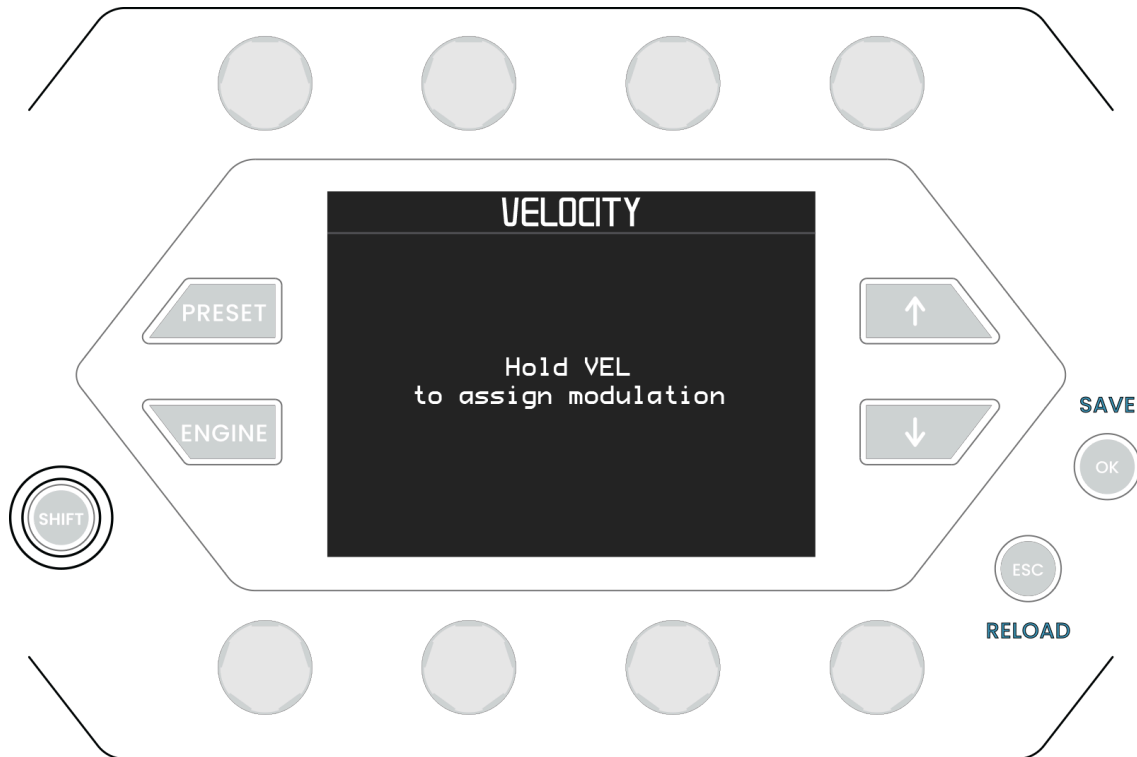 VELOCITY
PRESET
↑
Hold VEL
to assign modulation
SAVE
ENGINE
↓
OK
SHIFT
ESC
RELOAD